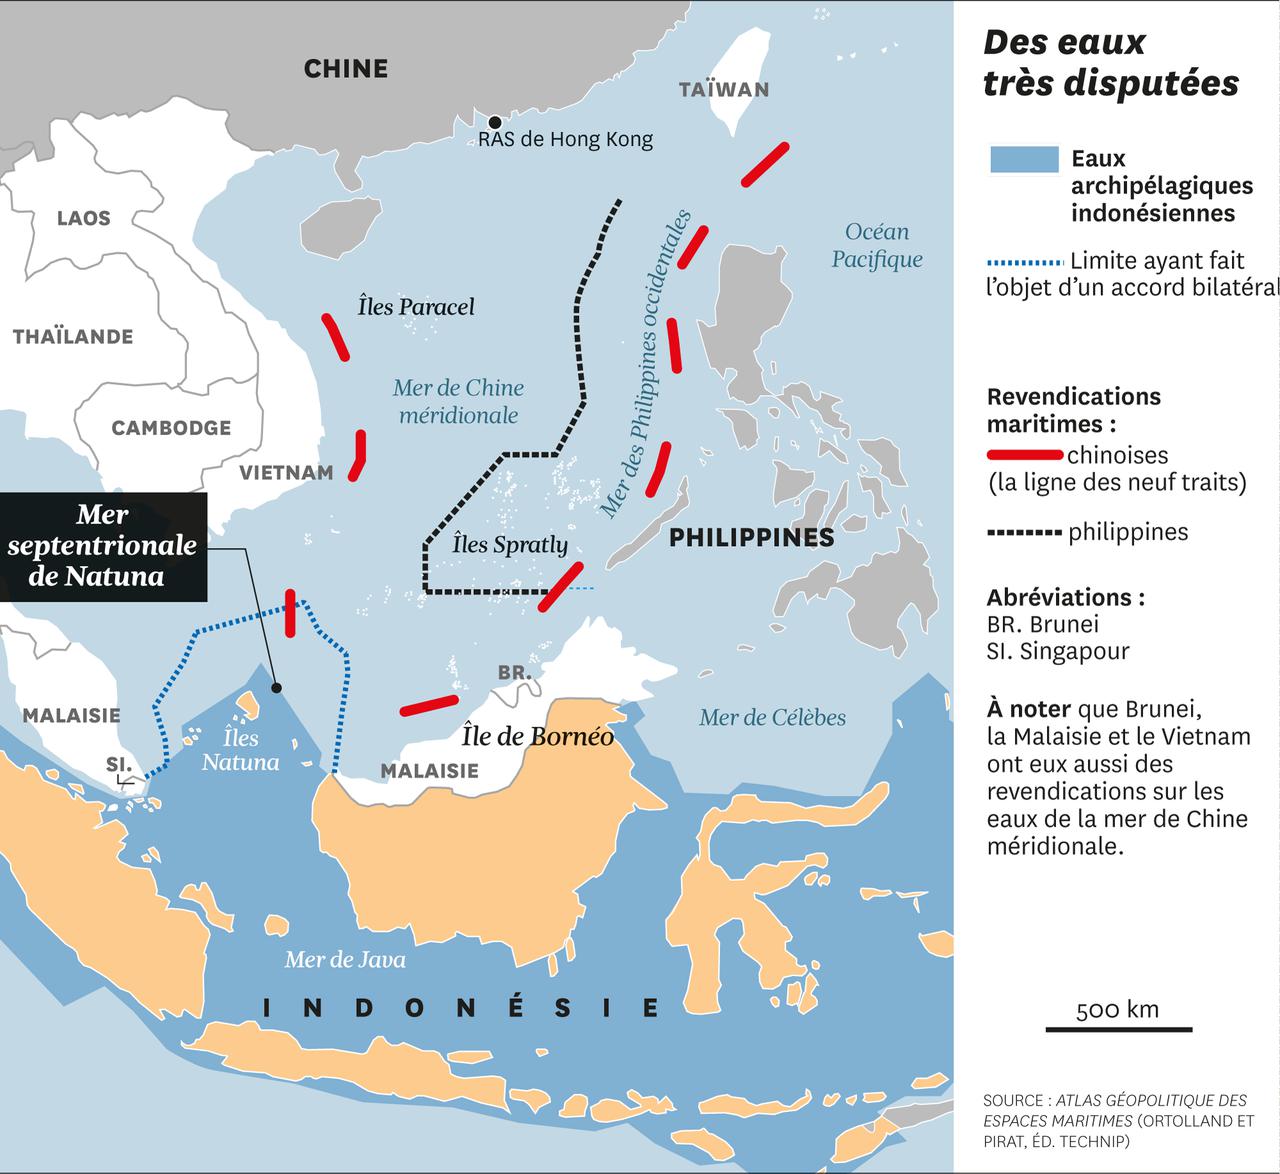 CHINE
TAÏWAN
RAS de Hong Kong
LAOS
Océan
Pacifique
Îles Paracel
THAÏLANDE
Mer des Philippines occidentales
Mer de Chine
méridionale
CAMBODGE
VIETNAM
Mer
septentrionale
de Natuna
Îles Spratly
PHILIPPINES
BR.
MALAISIE
Îles
Natuna
Île de Bornéo
Mer de Célèbes
SI.
MALAISIE
Mer de Java
INDONÉSIE
Des eaux
très disputées
Eaux
archipélagiques
indonésiennes
Limite ayant fait
l’objet d’un accord bilatéral
Revendications
maritimes :
chinoises
(la ligne des neuf traits)
philippines
Abréviations :
BR. Brunei
SI. Singapour
À noter que Brunei,
la Malaisie et le Vietnam
ont eux aussi des
revendications sur les
eaux de la mer de Chine
méridionale.
500 km
SOURCE : ATLAS GÉOPOLITIQUE DES
ESPACES MARITIMES (ORTOLLAND ET
PIRAT, ÉD. TECHNIP)